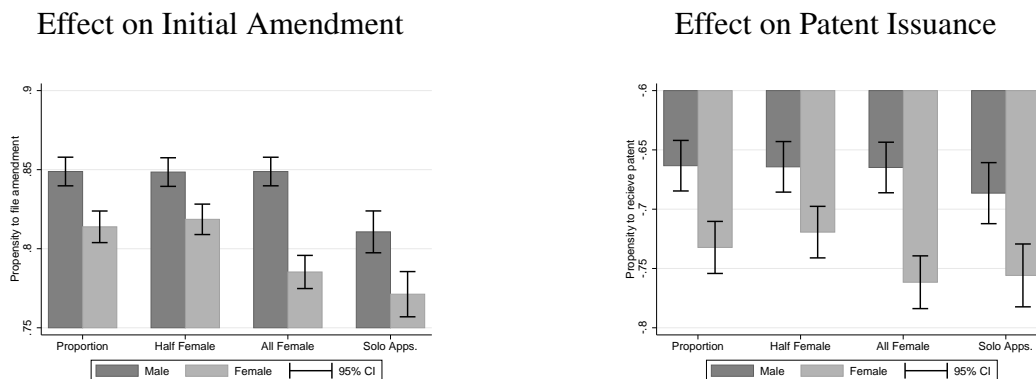 Effect on Initial Amendment
Propensity to file amendment
.9
.85
.8
.75
Proportion
Half Female
All Female
Solo Apps.
Male
Female
95% CI
Effect on Patent Issuance
Propensity to recieve patent
-.6
-.65
-.7
-.75
-.8
Proportion
Half Female
All Female
Solo Apps.
Male
Female
95% CI